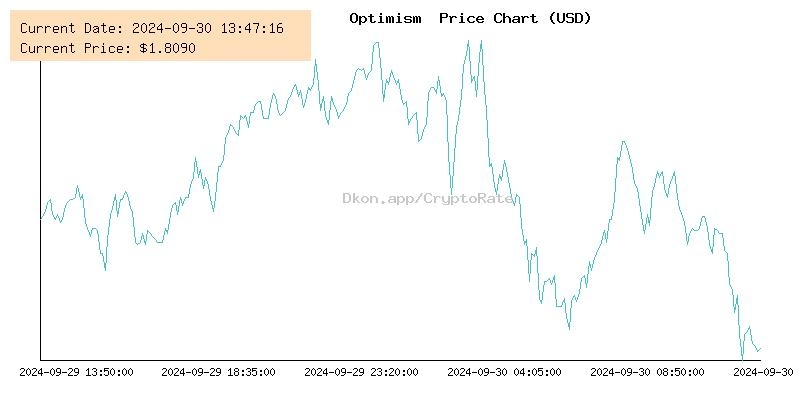 Optimism  Price Chart (USD)
Current Date: 2024-09-30 13:47:16
Current Price: $1.8090
Dkon.app/CryptoRate
2024-09-29 13:50:00 2024-09-29 18:35:00 2024-09-29 23:20:00 2024-09-30 04:05:00 2024-09-30 08:50:00 2024-09-30